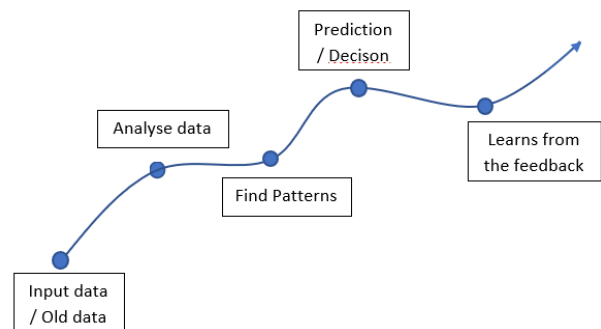 Prediction
/ Decison
Analyse data
Learns from
the feedback
Find Patterns
Input data
/ Old data